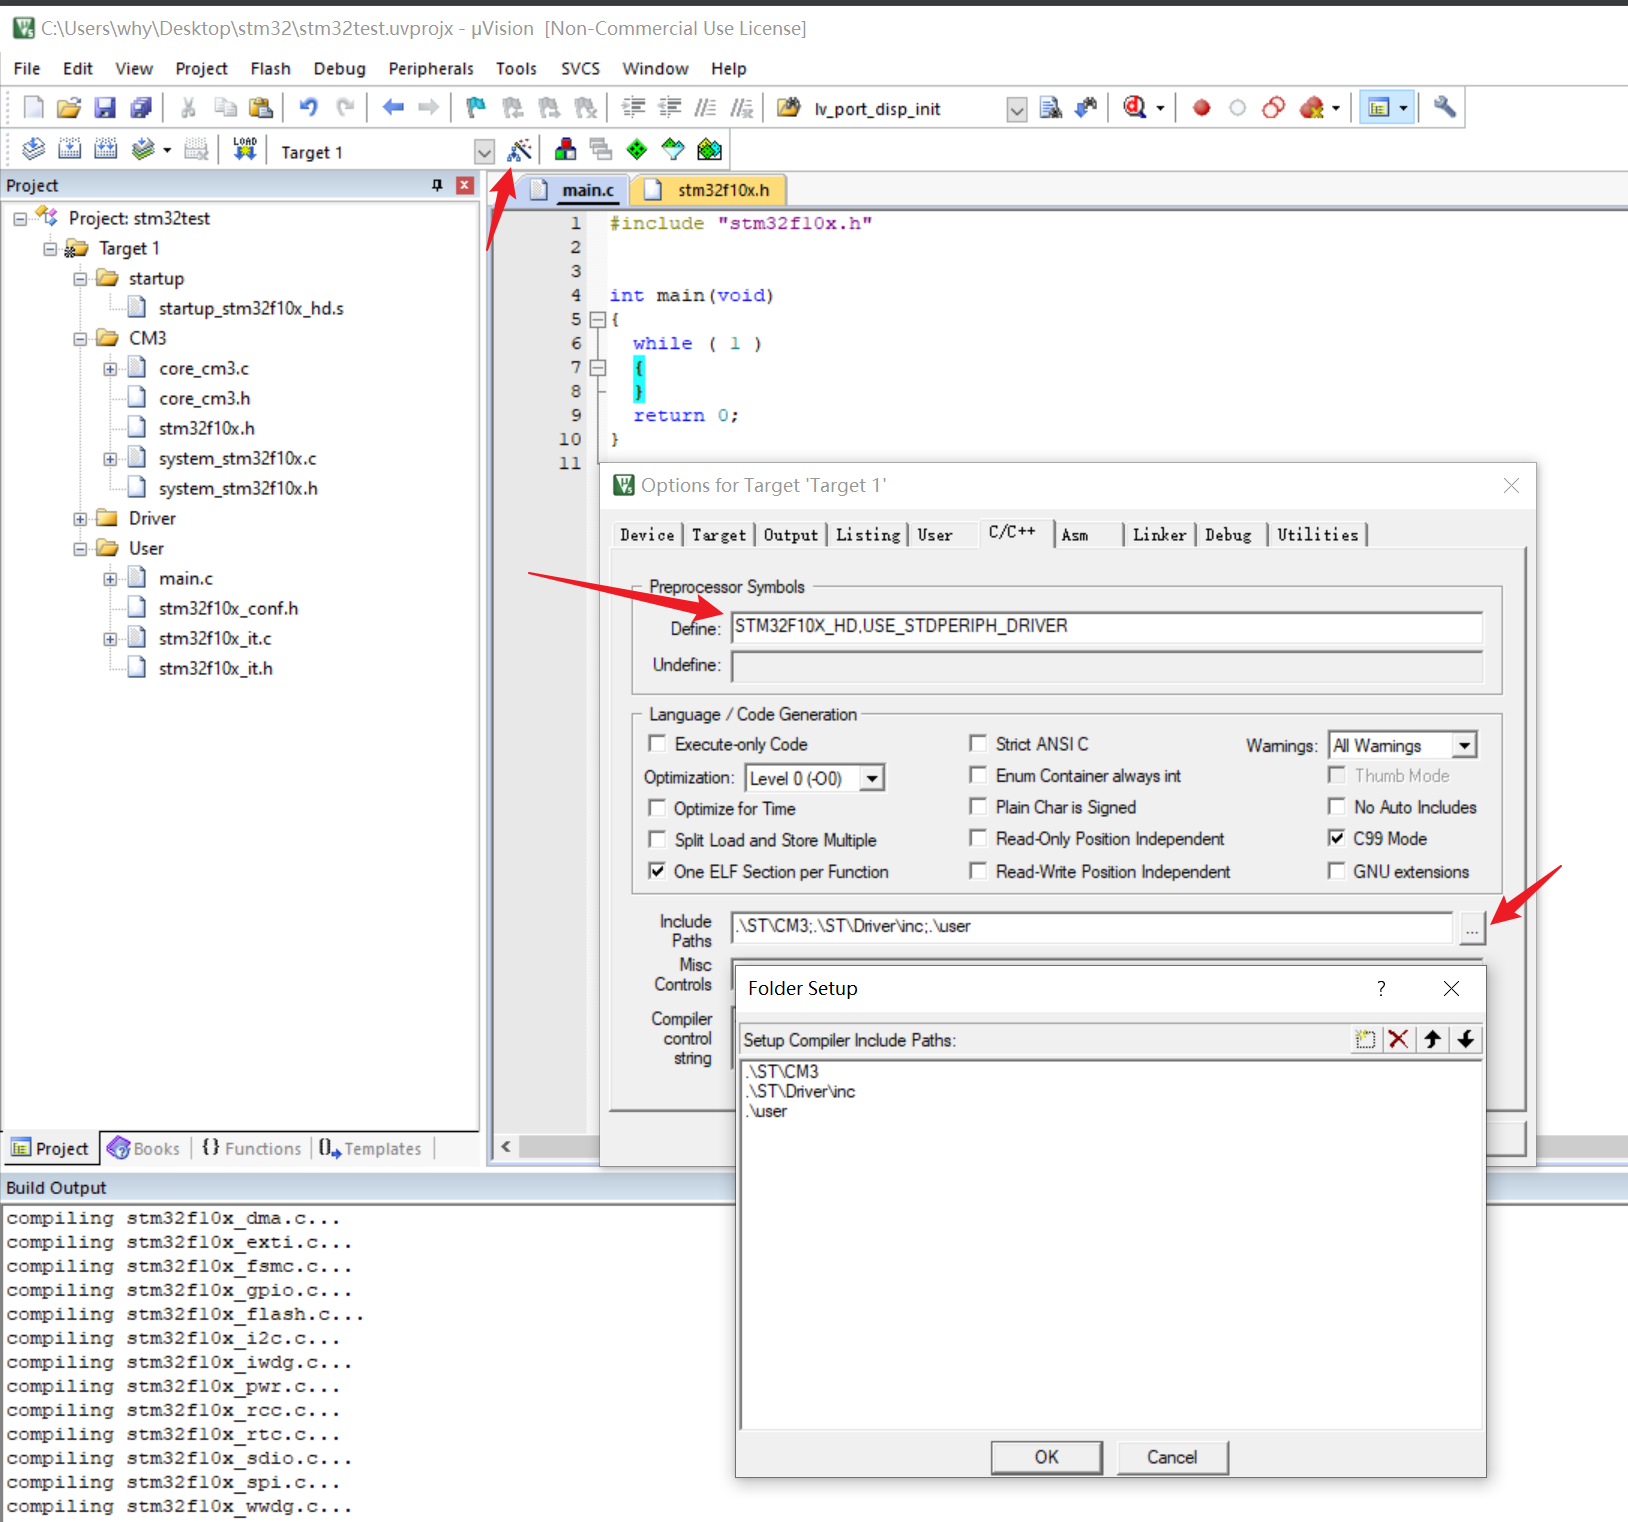 C:\Users\why\Desktop\stm32\stm32test.uvprojx - µVision  [Non-Commercial Use License]
File Edit View Project Flash Debug Peripherals Tools SVCS Window Help
lv_port_disp_init
LOAD Target 1
Project
main.c stm32f10x.h
Project: stm32test
Target 1
startup
startup_stm32f10x_hd.s
CM3
core_cm3.c
core_cm3.h
stm32f10x.h
system_stm32f10x.c
system_stm32f10x.h
Driver
User
main.c
stm32f10x_conf.h
stm32f10x_it.c
stm32f10x_it.h
1 #include "stm32f10x.h"
2
3
4 int main(void)
5 {
6 while ( 1 )
7 {
8 }
9 return 0;
10 }
11
Options for Target 'Target 1'
Device Target Output Listing User C/C++ Asm Linker Debug Utilities
Preprocessor Symbols
Define: STM32F10X_HD,USE_STDPERIPH_DRIVER
Undefine:
Language / Code Generation
Execute-only Code Strict ANSI C Warnings: All Warnings
Optimization: Level 0 (-O0) Enum Container always int Thumb Mode
Optimize for Time Plain Char is Signed No Auto Includes
Split Load and Store Multiple Read-Only Position Independent C99 Mode
One ELF Section per Function Read-Write Position Independent GNU extensions
Include Paths .\ST\CM3;.\ST\Driver\inc;.\user ...
Misc Controls
Compiler control string
Folder Setup ?
Setup Compiler Include Paths:
.\ST\CM3
.\ST\Driver\inc
.\user
OK Cancel
Project Books {} Functions Templates
Build Output
compiling stm32f10x_dma.c...
compiling stm32f10x_exti.c...
compiling stm32f10x_fsmc.c...
compiling stm32f10x_gpio.c...
compiling stm32f10x_flash.c...
compiling stm32f10x_i2c.c...
compiling stm32f10x_iwdg.c...
compiling stm32f10x_pwr.c...
compiling stm32f10x_rcc.c...
compiling stm32f10x_rtc.c...
compiling stm32f10x_sdio.c...
compiling stm32f10x_spi.c...
compiling stm32f10x_wwdg.c...